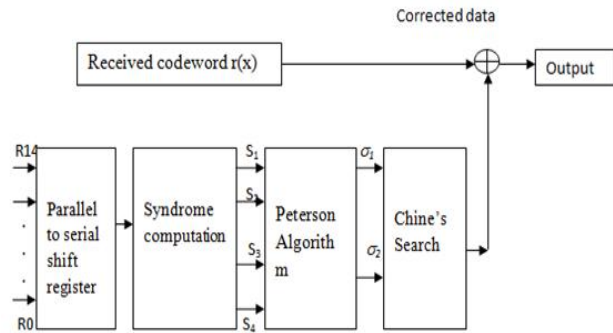 Corrected data
Received codeword r(x)
Output
R14
Parallel
to serial
shift
register
R0
Syndrome
computation
S1
S2
S3
S4
Peterson
Algorith
m
σ1
σ2
Chine's
Search